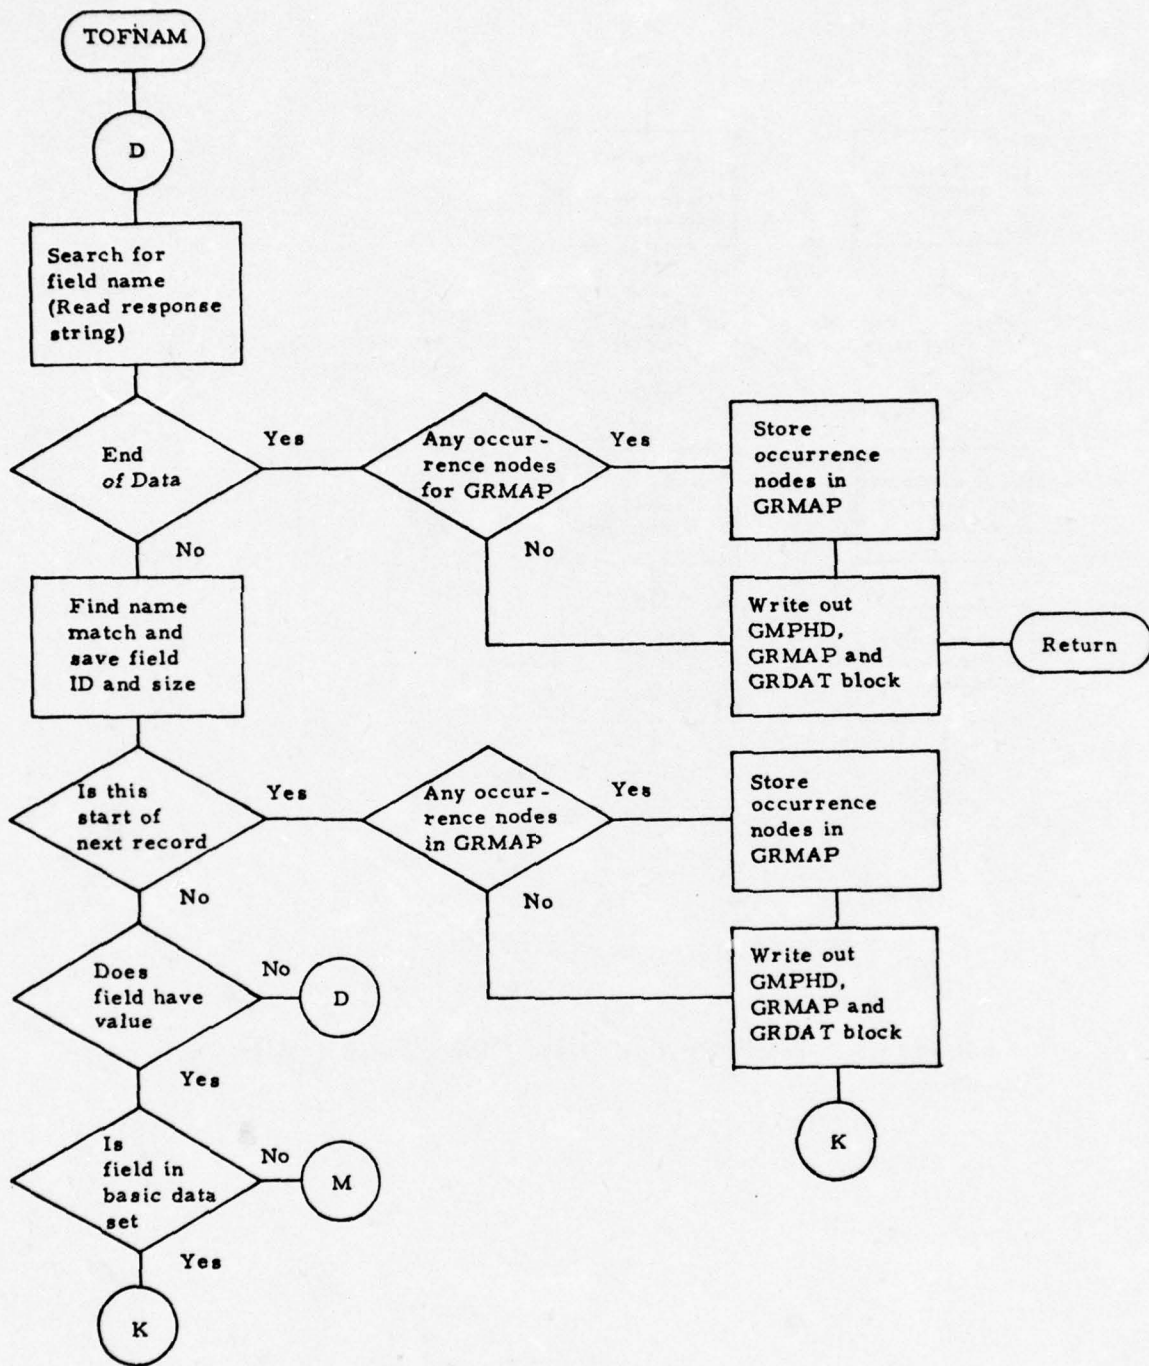 TOFNAM
D
Search for
field name
(Read response
string)
End
of Data
Yes
No
Any occur-
rence nodes
for GRMAP
Yes
No
Store
occurrence
nodes in
GRMAP
Write out
GMPHD,
GRMAP and
GRDAT block
Return
Find name
match and
save field
ID and size
Is this
start of
next record
Yes
No
Any occur-
rence nodes
in GRMAP
Yes
No
Store
occurrence
nodes in
GRMAP
Write out
GMPHD,
GRMAP and
GRDAT block
K
Does
field have
value
No
D
Yes
Is
field in
basic data
set
No
M
Yes
K